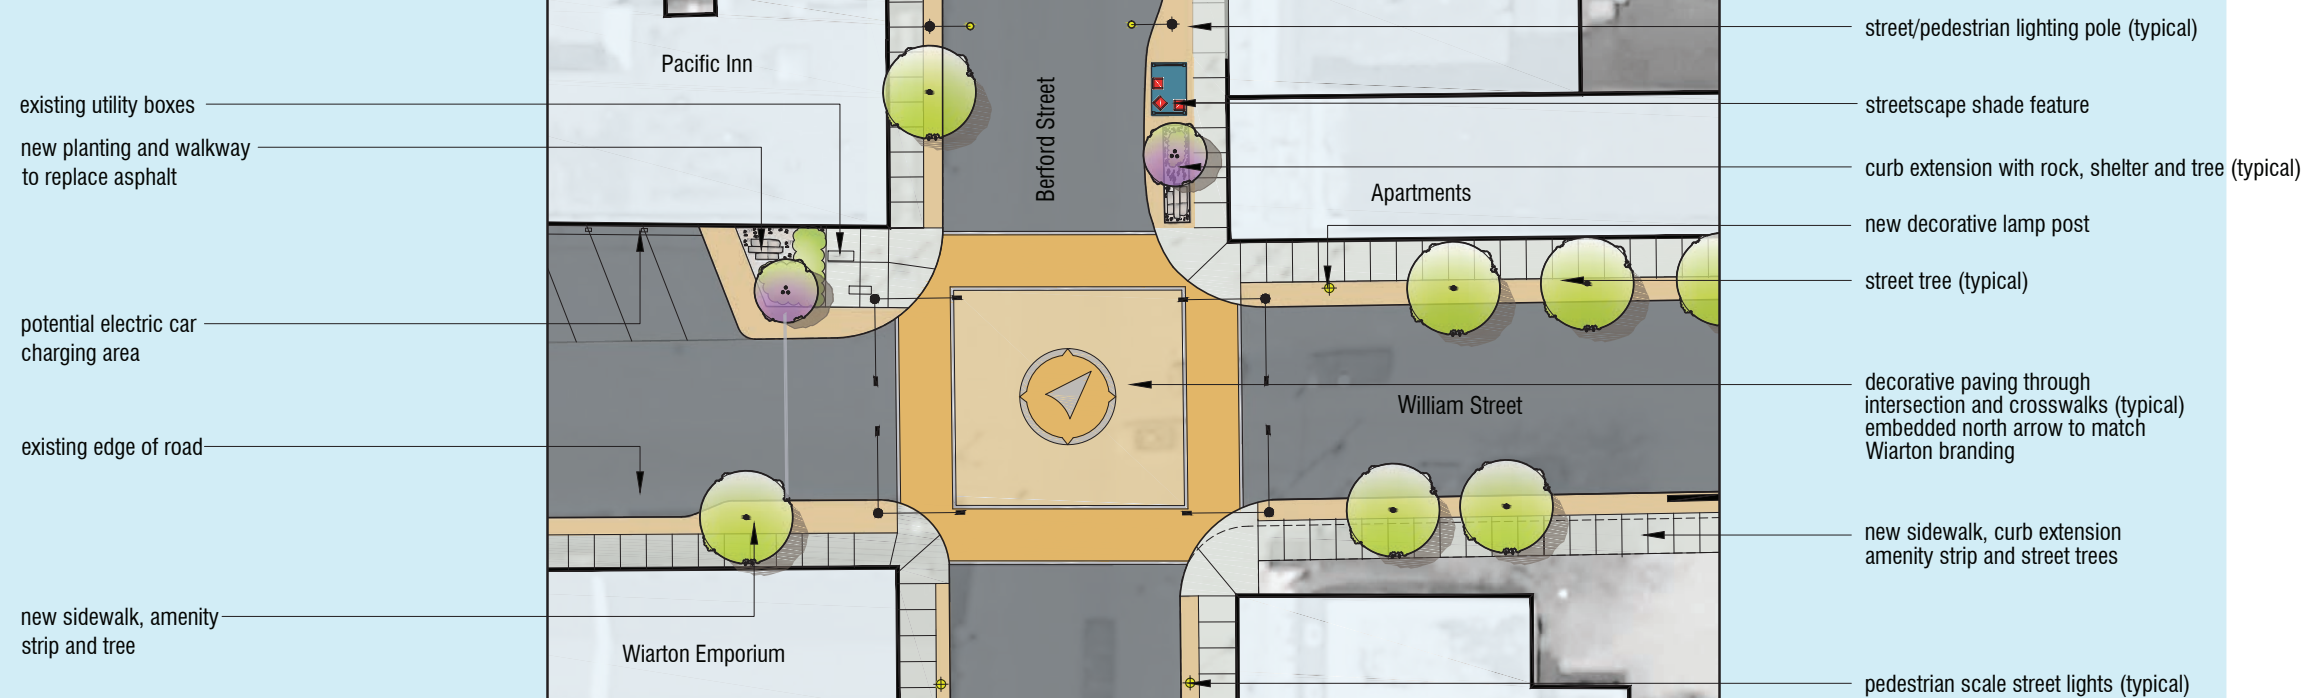 existing utility boxes
new planting and walkway
to replace asphalt
potential electric car
charging area
existing edge of road
new sidewalk, amenity
strip and tree
Pacific Inn
Berford Street
Apartments
William Street
Wiarton Emporium
street/pedestrian lighting pole (typical)
streetscape shade feature
curb extension with rock, shelter and tree (typical)
new decorative lamp post
street tree (typical)
decorative paving through
intersection and crosswalks (typical)
embedded north arrow to match
Wiarton branding
new sidewalk, curb extension
amenity strip and street trees
pedestrian scale street lights (typical)